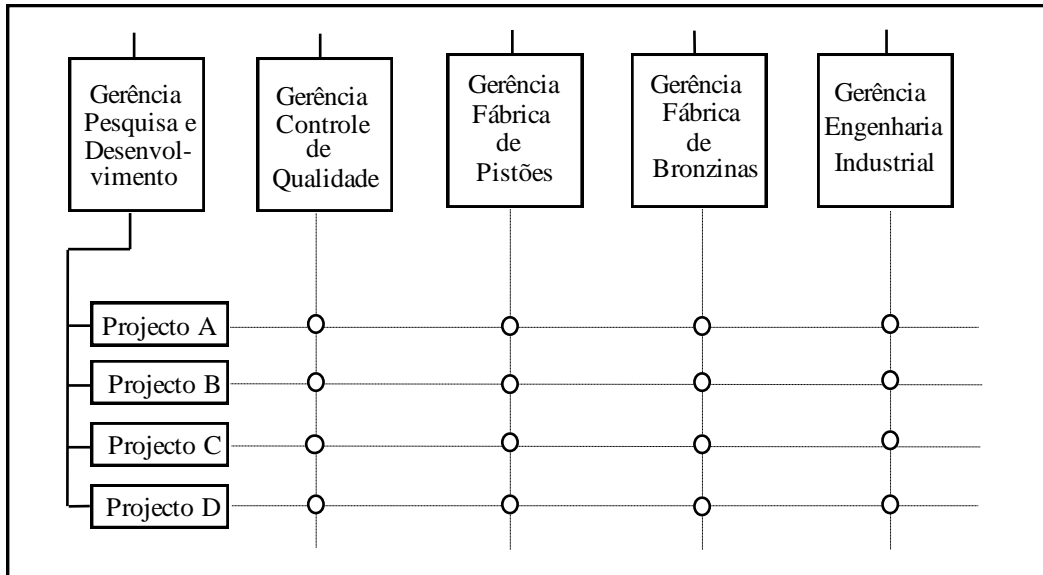 Gerência
Pesquisa e
Desenvol-
vimento
Gerência
Controle
de
Qualidade
Gerência
Fábrica
de
Pistões
Gerência
Fábrica
de
Bronzinas
Gerência
Engenharia
Industrial
Projecto A
Projecto B
Projecto C
Projecto D